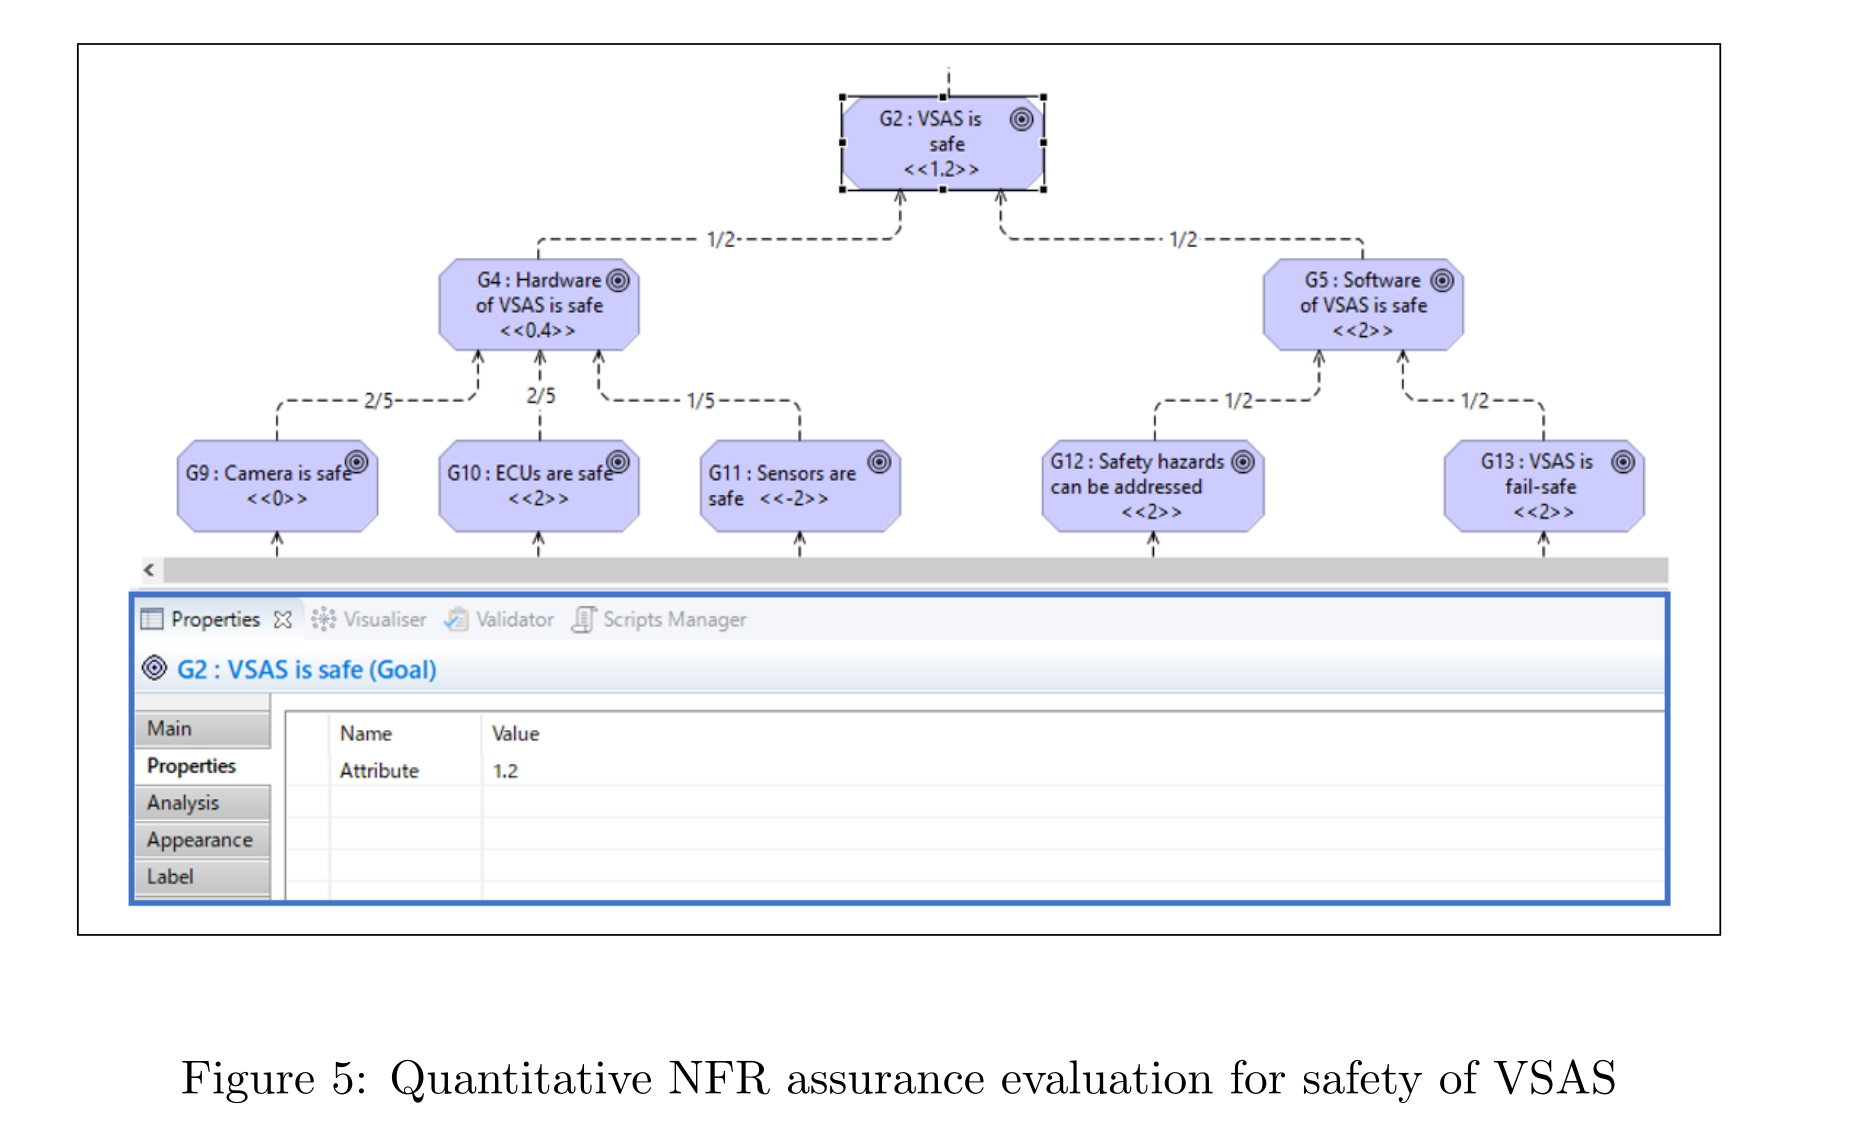 G2 : VSAS is
safe
<<1.2>>
1/2
1/2
G4 : Hardware
of VSAS is safe
<<0.4>>
G5 : Software
of VSAS is safe
<<2>>
2/5
2/5
1/5
1/2
1/2
G9 : Camera is safe
<<0>>
G10 : ECUs are safe
<<2>>
G11 : Sensors are
safe <<-2>>
G12 : Safety hazards
can be addressed
<<2>>
G13 : VSAS is
fail-safe
<<2>>
Properties Visualiser Validator Scripts Manager
G2 : VSAS is safe (Goal)
Main
Properties
Analysis
Appearance
Label
Name Value
Attribute 1.2
Figure 5: Quantitative NFR assurance evaluation for safety of VSAS